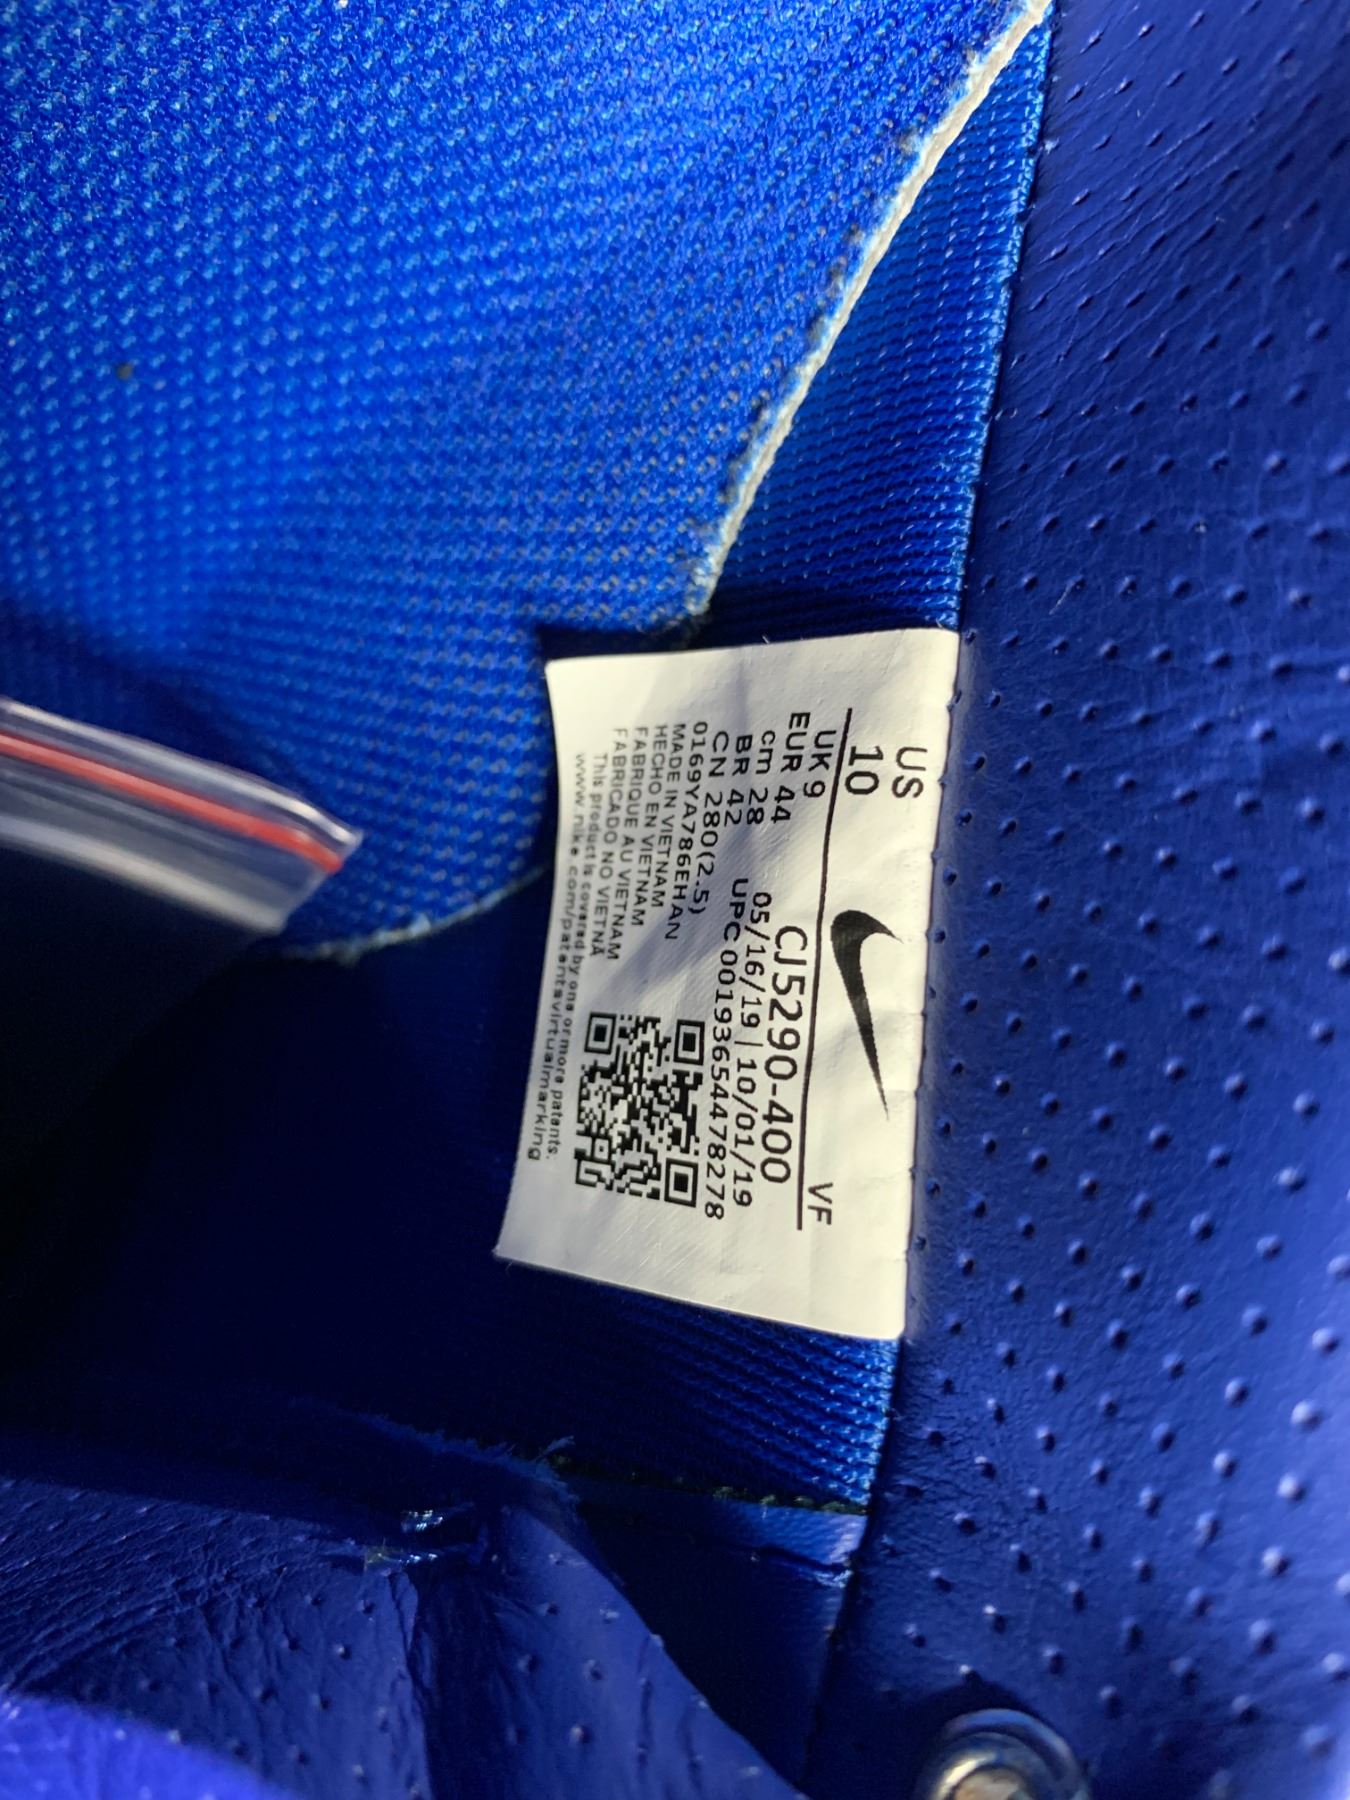 US
10
UK 9
EUR 44
cm 28
BR 42
CN 280(2.5)
VF
CJ5290-400
05/16/19 | 10/01/19
UPC 00193654478278
0169YA786EHAN
MADE IN VIETNAM
HECHO EN VIETNAM
FABRIQUE AU VIETNAM
FABRICADO NO VIETNÃ
This product is covered by one or more patents.
www.nike.com/patentsvirtualmarking